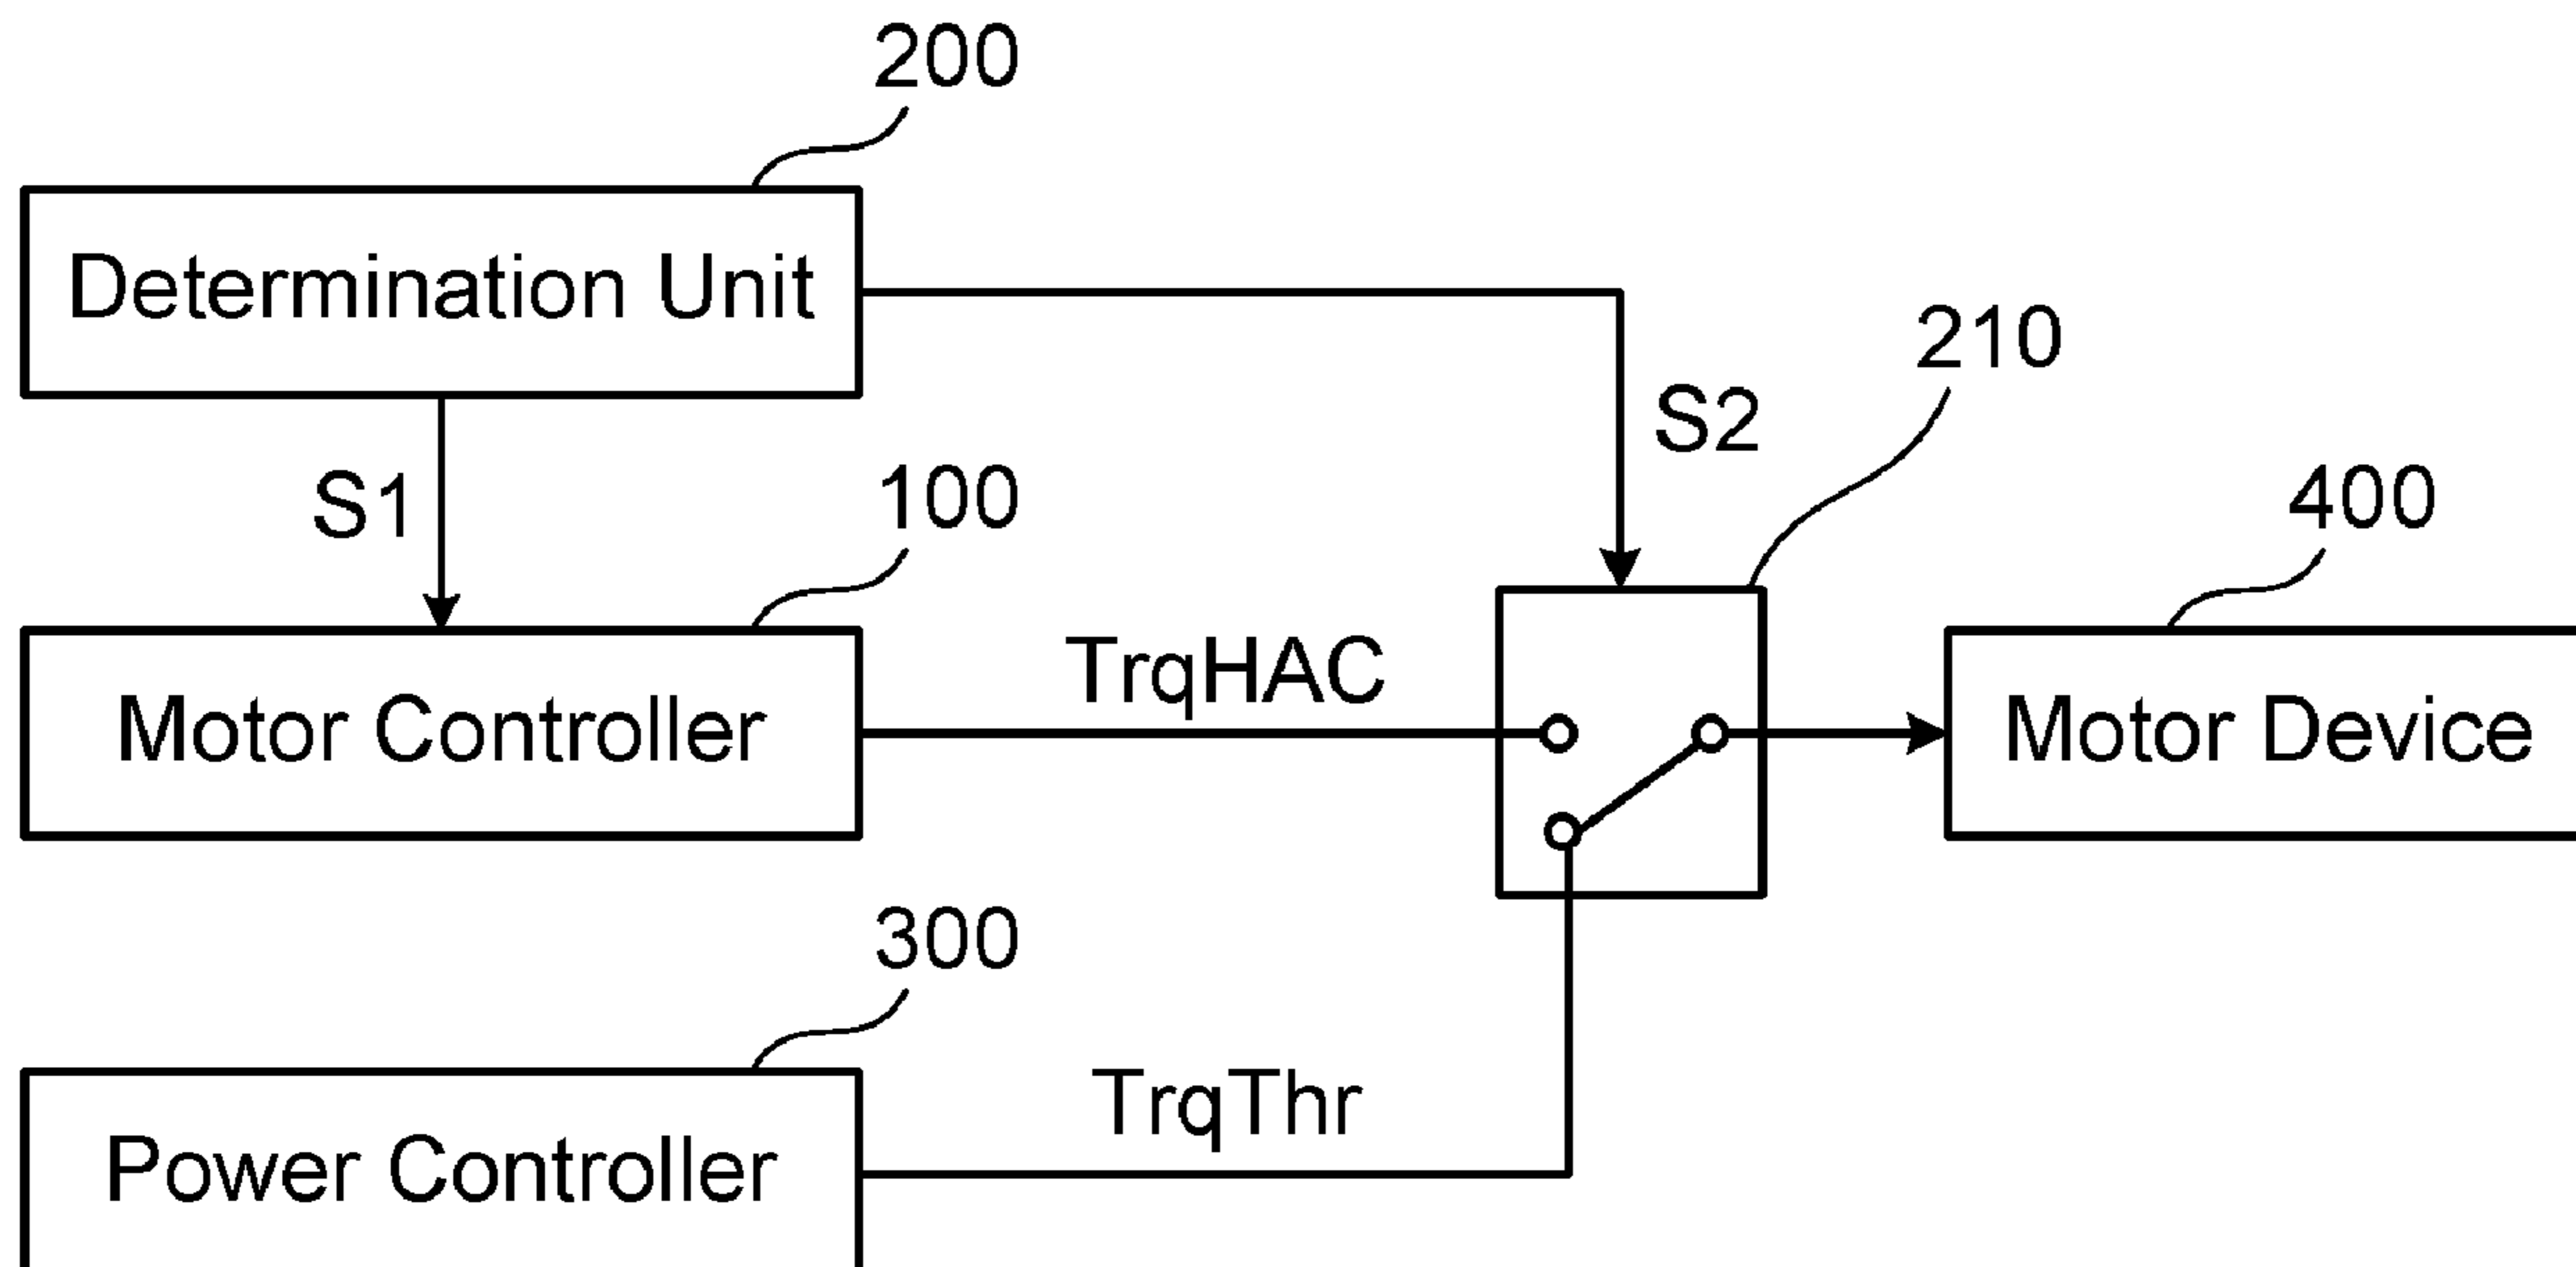 200
Determination Unit
210
S2
S1
100
400
TrqHAC
Motor Controller
Motor Device
300
TrqThr
Power Controller